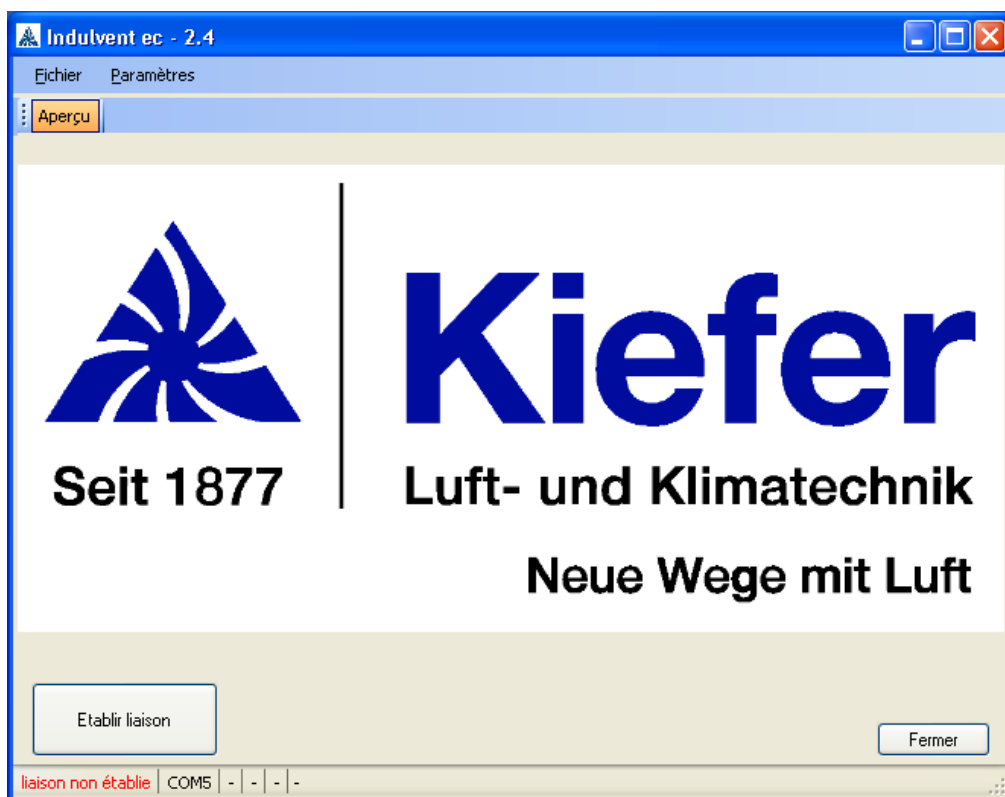 Indulvent ec - 2.4
Fichier Paramètres
Aperçu
Kiefer
Seit 1877
Luft- und Klimatechnik
Neue Wege mit Luft
Etablir liaison
Fermer
liaison non établie | COM5 | - | - | - | -